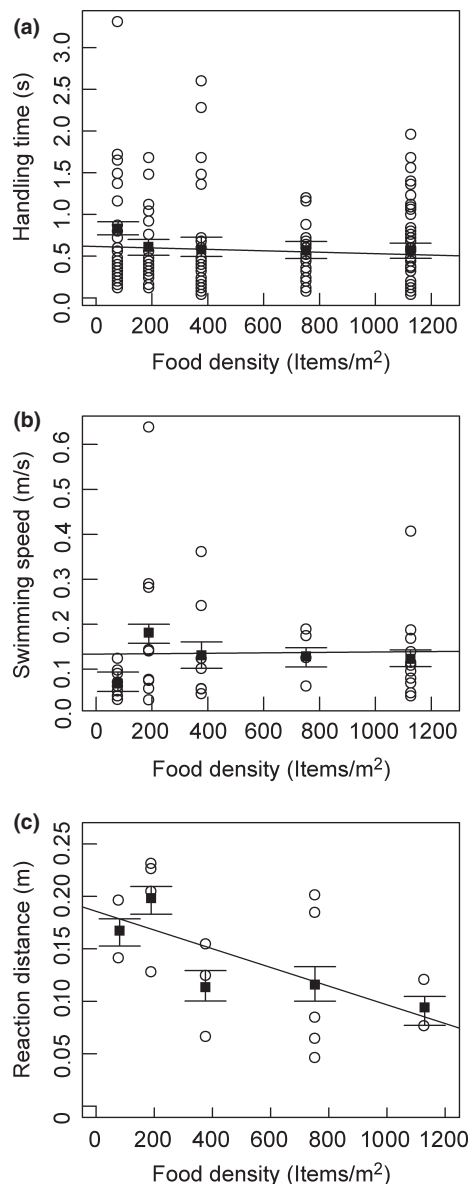 (a)
Handling time (s)
0.0 0.5 1.0 1.5 2.0 2.5 3.0
0 200 400 600 800 1000 1200
Food density (Items/m²)
(b)
Swimming speed (m/s)
0.0 0.1 0.2 0.3 0.4 0.5 0.6
0 200 400 600 800 1000 1200
Food density (Items/m²)
(c)
Reaction distance (m)
0 0.05 0.10 0.15 0.20 0.25
0 200 400 600 800 1000 1200
Food density (Items/m²)